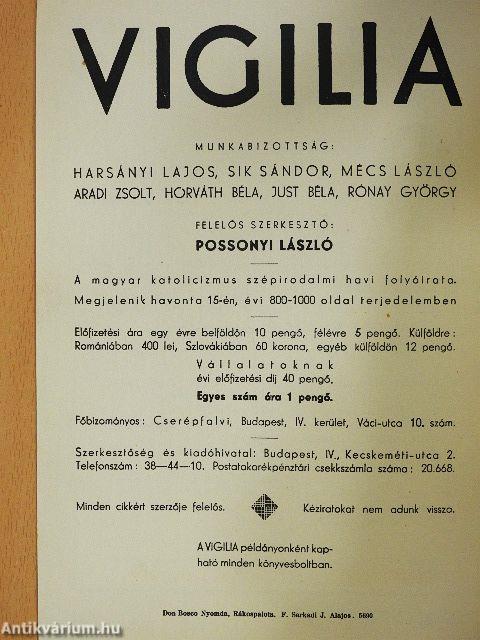 VIGILIA
MUNKABIZOTTSÁG:
HARSÁNYI LAJOS, SIK SÁNDOR, MÉCS LÁSZLÓ
ARADI ZSOLT, HORVÁTH BÉLA, JUST BÉLA, RÓNAY GYÖRGY
FELELŐS SZERKESZTŐ:
POSSONYI LÁSZLÓ
A magyar katolicizmus szépirodalmi havi folyóirata.
Megjelenik havonta 15-én, évi 800-1000 oldal terjedelemben
Előfizetési ára egy évre belföldön 10 pengő, félévre 5 pengő. Külföldre:
Romániában 400 lei, Szlovákiában 60 korona, egyéb külföldön 12 pengő.
Vállalatoknak
évi előfizetési díj 40 pengő.
Egyes szám ára 1 pengő.
Főbizományos: Cserépfalvi, Budapest, IV. kerület, Váci-utca 10. szám.
Szerkesztőség és kiadóhivatal: Budapest, IV., Kecskeméti-utca 2.
Telefonszám: 38—44—10. Postatakarékpénztári csekkszámla száma: 20.668.
Minden cikkért szerzője felelős. Kéziratokat nem adunk vissza.
A VIGILIA példányonként kap-
ható minden könyvesboltban.
Don Bosco Nyomda, Rákospalota. F. Sarkadi J. Alajos. 5690
Antikvárium.hu